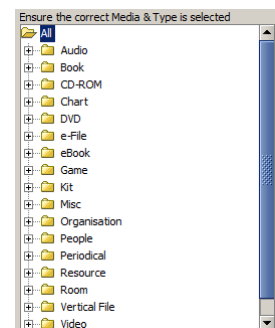 Ensure the correct Media & Type is selected
All
Audio
Book
CD-ROM
Chart
DVD
e-File
eBook
Game
Kit
Misc
Organisation
People
Periodical
Resource
Room
Vertical File
Video